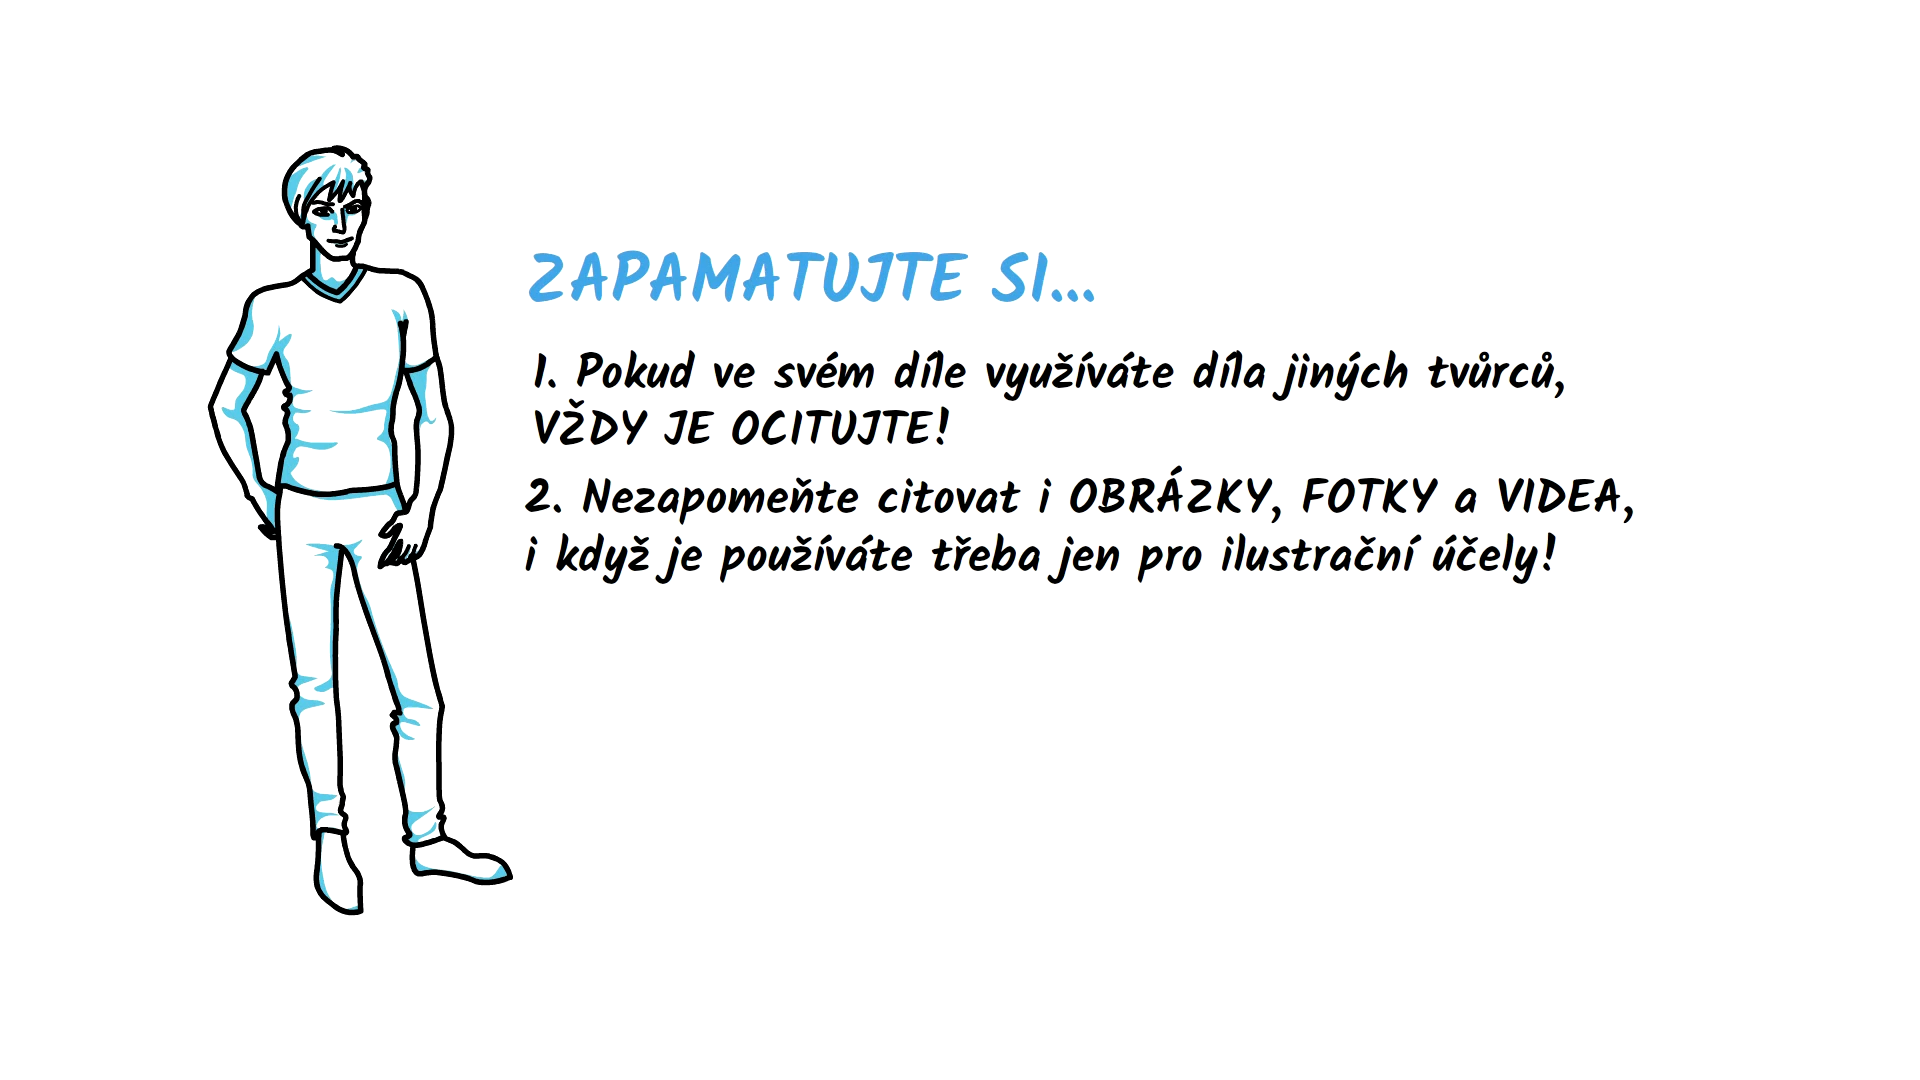 ZAPAMATUJTE SI...
1. Pokud ve svém díle využíváte díla jiných tvůrců,
VŽDY JE OCITUJTE!
2. Nezapomeňte citovat i OBRÁZKY, FOTKY a VIDEA,
i když je používáte třeba jen pro ilustrační účely!